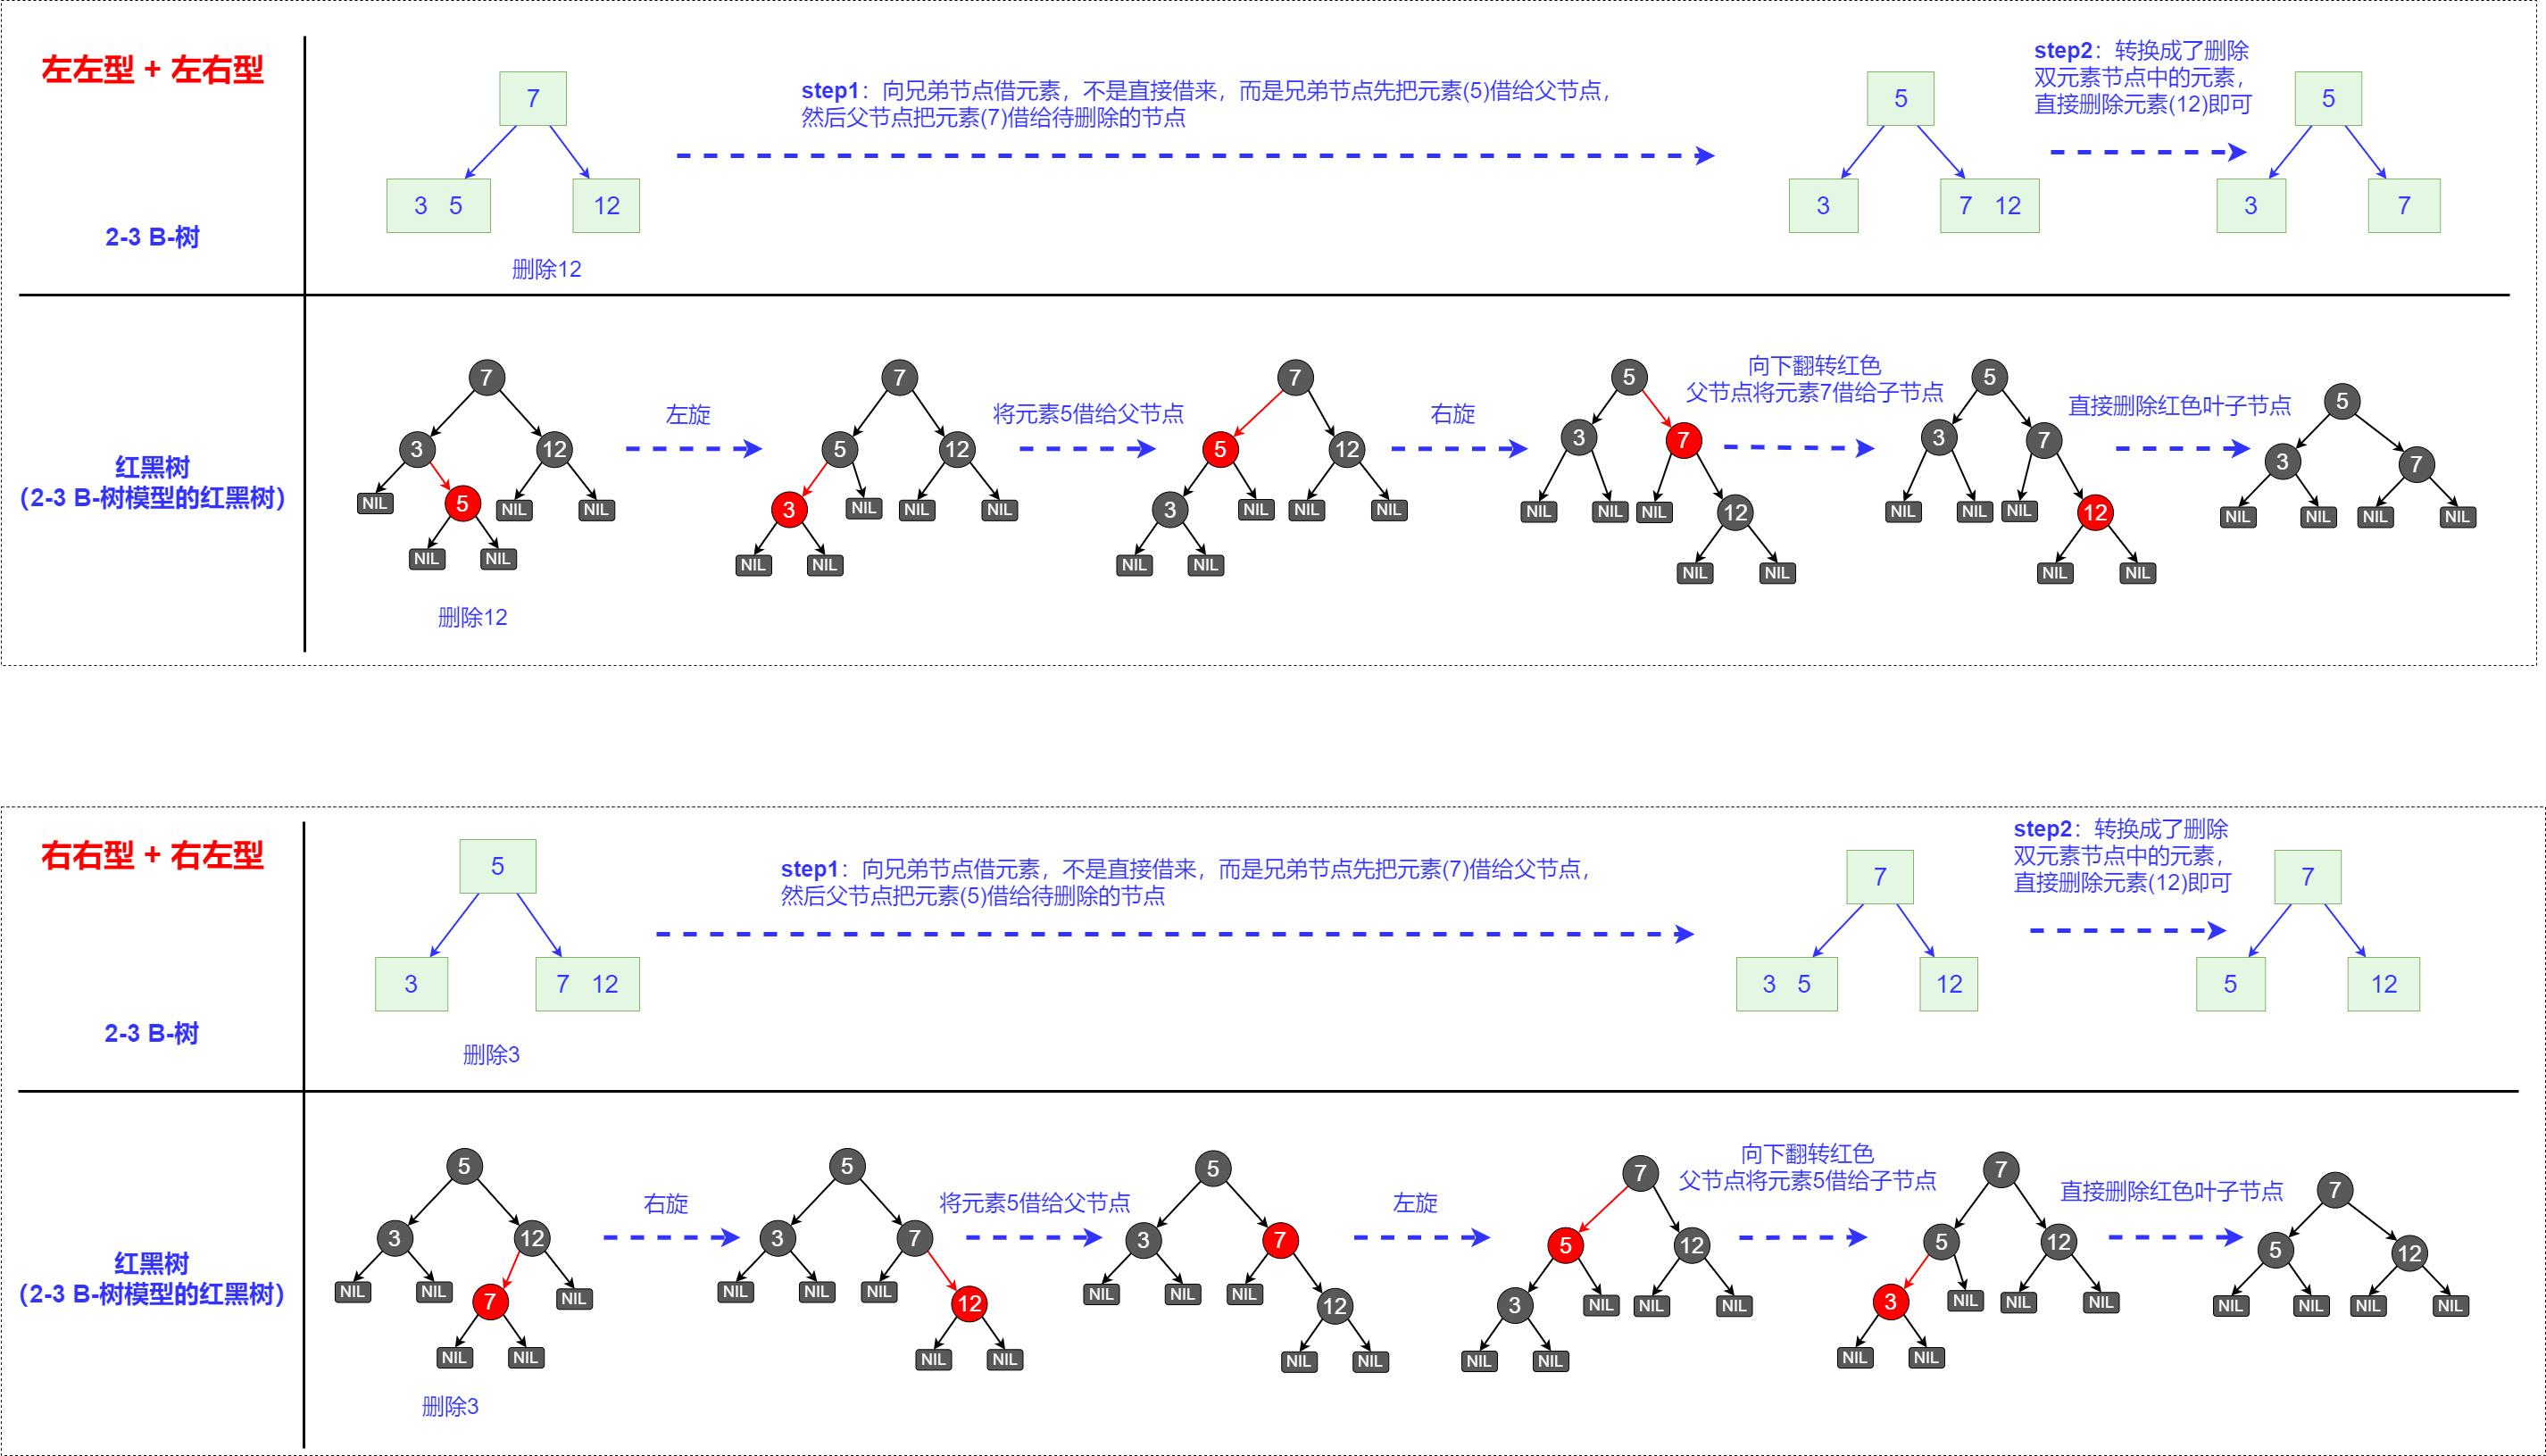 左左型 + 左右型
2-3 B-树
7
3 5
12
删除12
step1：向兄弟节点借元素，不是直接借来，而是兄弟节点先把元素(5)借给父节点，
然后父节点把元素(7)借给待删除的节点
5
3
7 12
step2：转换成了删除
双元素节点中的元素，
直接删除元素(12)即可
5
3
7
红黑树
（2-3 B-树模型的红黑树）
7
3
12
NIL
5
NIL
NIL
NIL
NIL
删除12
左旋
7
5
12
3
NIL
NIL
NIL
NIL
NIL
将元素5借给父节点
7
5
12
3
NIL
NIL
NIL
NIL
NIL
右旋
5
3
7
NIL
NIL
NIL
12
NIL
NIL
向下翻转红色
父节点将元素7借给子节点
5
3
7
NIL
NIL
NIL
12
NIL
NIL
直接删除红色叶子节点
5
3
7
NIL
NIL
NIL
NIL
右右型 + 右左型
2-3 B-树
5
3
7 12
删除3
step1：向兄弟节点借元素，不是直接借来，而是兄弟节点先把元素(7)借给父节点，
然后父节点把元素(5)借给待删除的节点
7
3 5
12
step2：转换成了删除
双元素节点中的元素，
直接删除元素(12)即可
7
5
12
红黑树
（2-3 B-树模型的红黑树）
5
3
12
NIL
NIL
7
NIL
NIL
NIL
删除3
右旋
5
3
7
NIL
NIL
NIL
12
NIL
NIL
将元素5借给父节点
5
3
7
NIL
NIL
NIL
12
NIL
NIL
左旋
7
5
12
3
NIL
NIL
NIL
NIL
NIL
向下翻转红色
父节点将元素5借给子节点
7
5
12
3
NIL
NIL
NIL
NIL
NIL
直接删除红色叶子节点
7
5
12
NIL
NIL
NIL
NIL